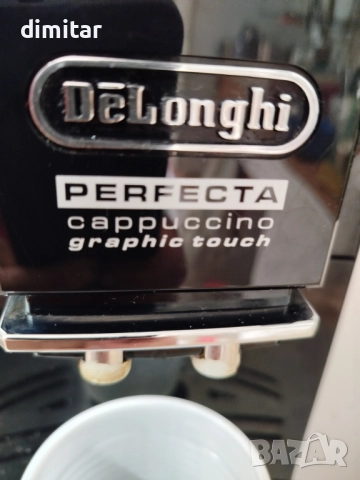 dimitar
DeLonghi
PERFECTA
cappuccino
graphic touch
BAZAR